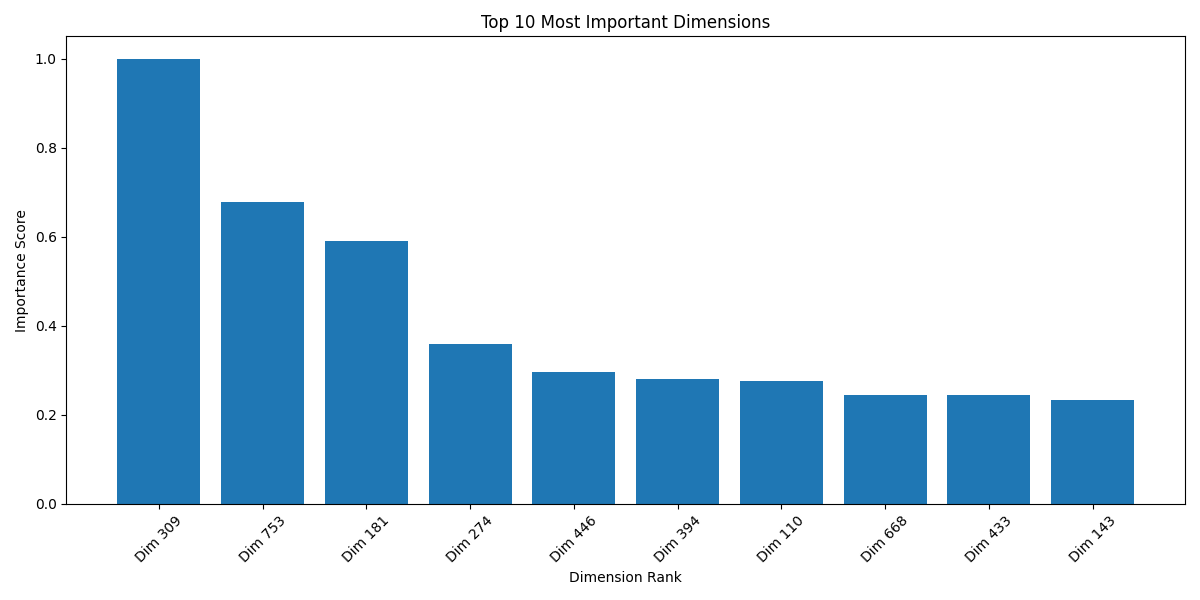 Top 10 Most Important Dimensions
Importance Score
1.0
0.8
0.6
0.4
0.2
0.0
Dim 309
Dim 753
Dim 181
Dim 274
Dim 446
Dim 394
Dim 110
Dim 668
Dim 433
Dim 143
Dimension Rank